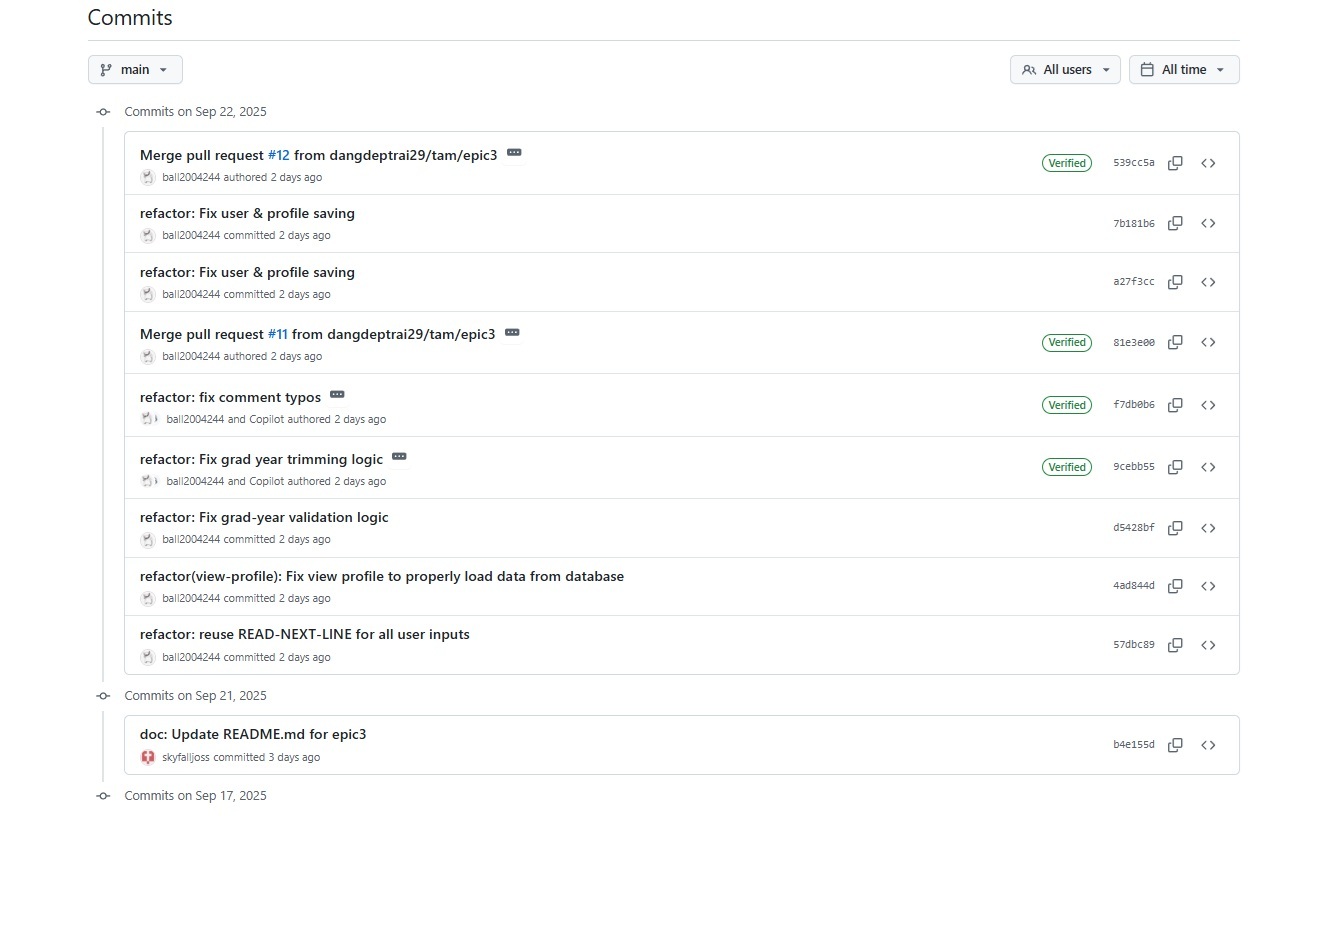 Commits
main
All users
All time
Commits on Sep 22, 2025
Merge pull request #12 from dangdeptrai29/tam/epic3
ball2004244 authored 2 days ago
Verified
539cc5a
refactor: Fix user & profile saving
ball2004244 committed 2 days ago
7b181b6
refactor: Fix user & profile saving
ball2004244 committed 2 days ago
a27f3cc
Merge pull request #11 from dangdeptrai29/tam/epic3
ball2004244 authored 2 days ago
Verified
81e3e00
refactor: fix comment typos
ball2004244 and Copilot authored 2 days ago
Verified
f7db0b6
refactor: Fix grad year trimming logic
ball2004244 and Copilot authored 2 days ago
Verified
9cebb55
refactor: Fix grad-year validation logic
ball2004244 committed 2 days ago
d5428bf
refactor(view-profile): Fix view profile to properly load data from database
ball2004244 committed 2 days ago
4ad844d
refactor: reuse READ-NEXT-LINE for all user inputs
ball2004244 committed 2 days ago
57dbc89
Commits on Sep 21, 2025
doc: Update README.md for epic3
skyfalljoss committed 3 days ago
b4e155d
Commits on Sep 17, 2025